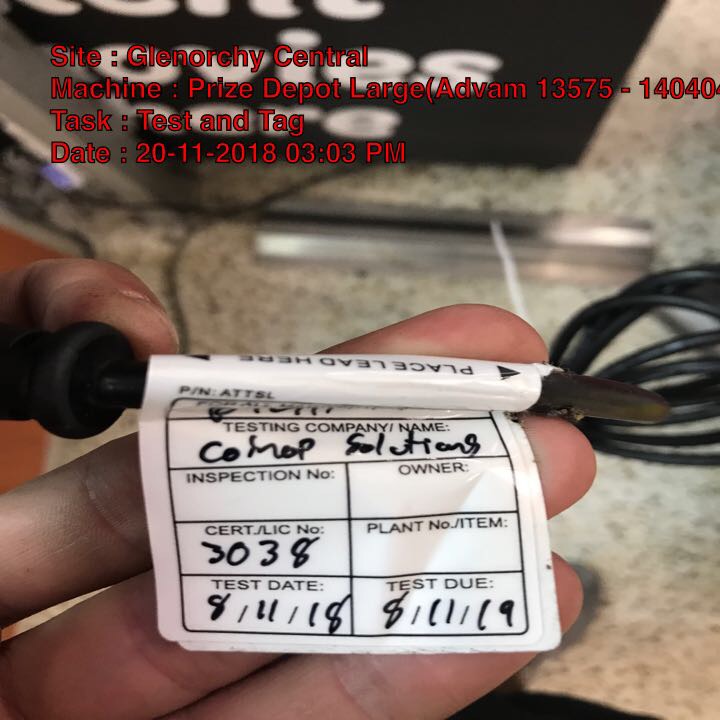 Site : Glenorchy Central
Machine : Prize Depot Large(Advam 13575 - 14040
Task : Test and Tag
Date : 20-11-2018 03:03 PM
PLACE LEAD HERE
P/N: ATTSL
TESTING COMPANY/ NAME:
Solutions
INSPECTION No:
OWNER:
CERT./LIC No:
3038
PLANT No./ITEM:
TEST DATE:
8/11/18
TEST DUE:
8/11/19